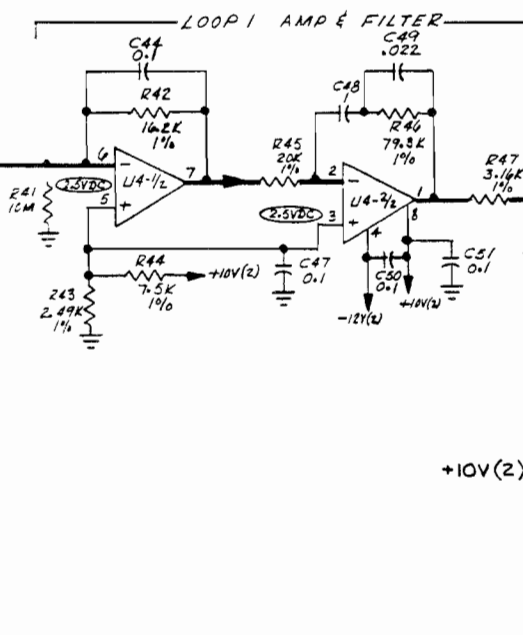 LOOP 1 AMP & FILTER
C44
0.1
R42
16.2K
1%
6
7
2.5VDC
5
U4-1/2
R41
10M
R44
7.5K
1%
+10V(2)
R43
2.49K
1%
C47
0.1
R45
20K
1%
C48
1
C49
.022
R46
79.8K
1%
2
2.5VDC
3
U4-2/2
1
8
4
C50
0.1
C51
0.1
-12V(2)
+10V(2)
R47
3.16K
1%
+10V(2)